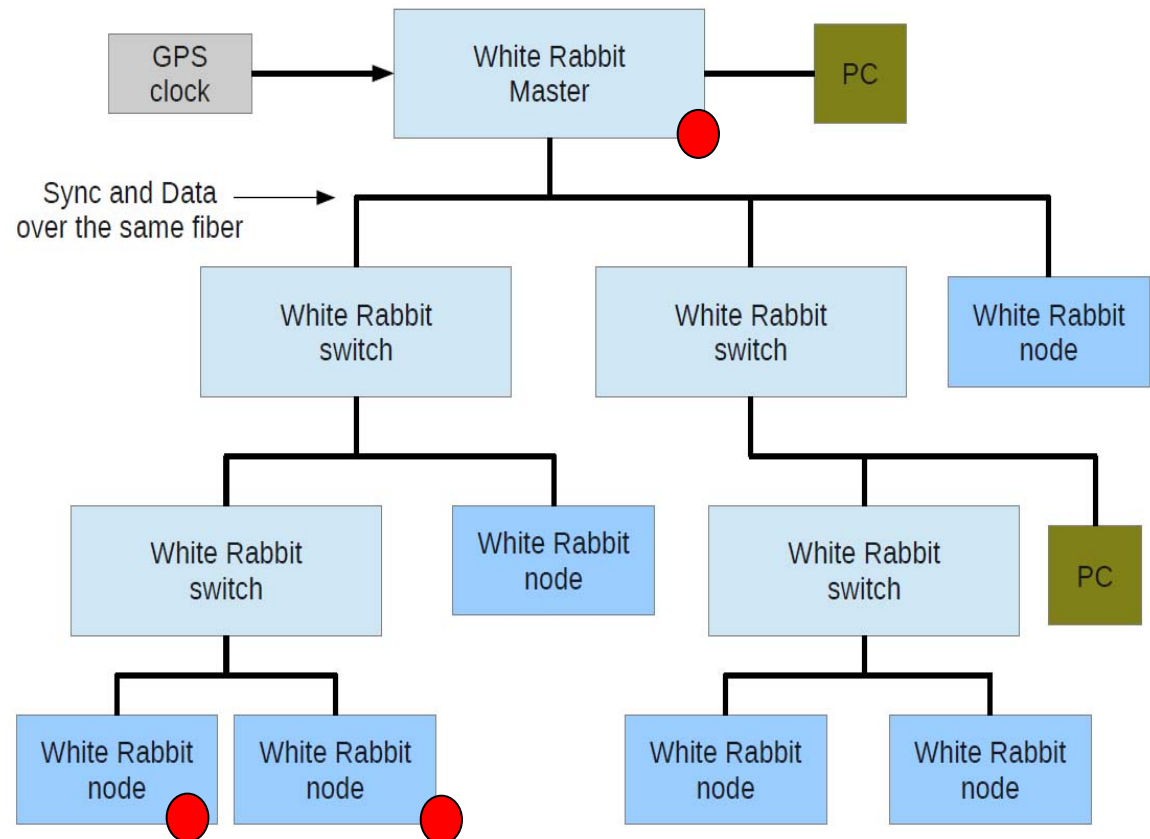 GPS
clock
White Rabbit
Master
PC
Sync and Data
over the same fiber
White Rabbit
switch
White Rabbit
switch
White Rabbit
node
White Rabbit
switch
White Rabbit
node
White Rabbit
switch
PC
White Rabbit
node
White Rabbit
node
White Rabbit
node
White Rabbit
node